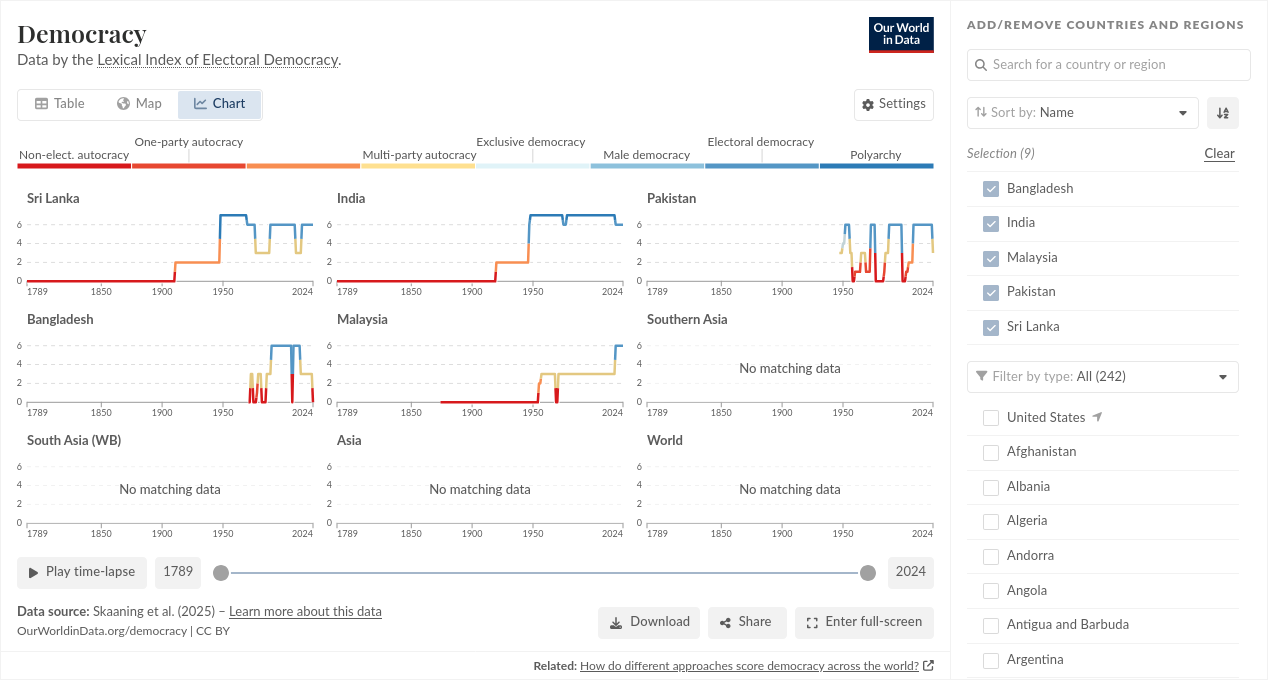 Democracy
Data by the Lexical Index of Electoral Democracy.
Our World
in Data
Table
Map
Chart
Settings
One-party autocracy
Exclusive democracy
Electoral democracy
Non-elect. autocracy
Multi-party autocracy
Male democracy
Polyarchy
Sri Lanka
6
4
2
0
1789
1850
1900
1950
2024
India
6
4
2
0
1789
1850
1900
1950
2024
Pakistan
6
4
2
0
1789
1850
1900
1950
2024
Bangladesh
6
4
2
0
1789
1850
1900
1950
2024
Malaysia
6
4
2
0
1789
1850
1900
1950
2024
Southern Asia
6
4
2
0
No matching data
1789
1850
1900
1950
2024
South Asia (WB)
6
4
2
0
No matching data
1789
1850
1900
1950
2024
Asia
6
4
2
0
No matching data
1789
1850
1900
1950
2024
World
6
4
2
0
No matching data
1789
1850
1900
1950
2024
Play time-lapse
1789
2024
Data source: Skaaning et al. (2025) – Learn more about this data
OurWorldinData.org/democracy | CC BY
Download
Share
Enter full-screen
Related: How do different approaches score democracy across the world?
ADD/REMOVE COUNTRIES AND REGIONS
Search for a country or region
Sort by: Name
Selection (9)
Clear
Bangladesh
India
Malaysia
Pakistan
Sri Lanka
Filter by type: All (242)
United States
Afghanistan
Albania
Algeria
Andorra
Angola
Antigua and Barbuda
Argentina